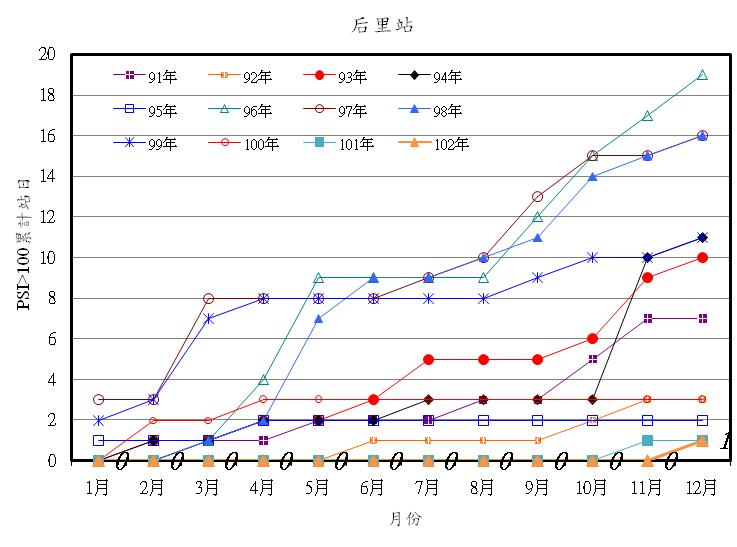 后里站
20
91年 92年 93年 94年
18
95年 96年 97年 98年
16
99年 100年 101年 102年
14
12
10
8
6
4
2
0
PSI>100累計站日
0 0 0 0 0 0 0 0 0 0 0 1
1月 2月 3月 4月 5月 6月 7月 8月 9月 10月 11月 12月
月份